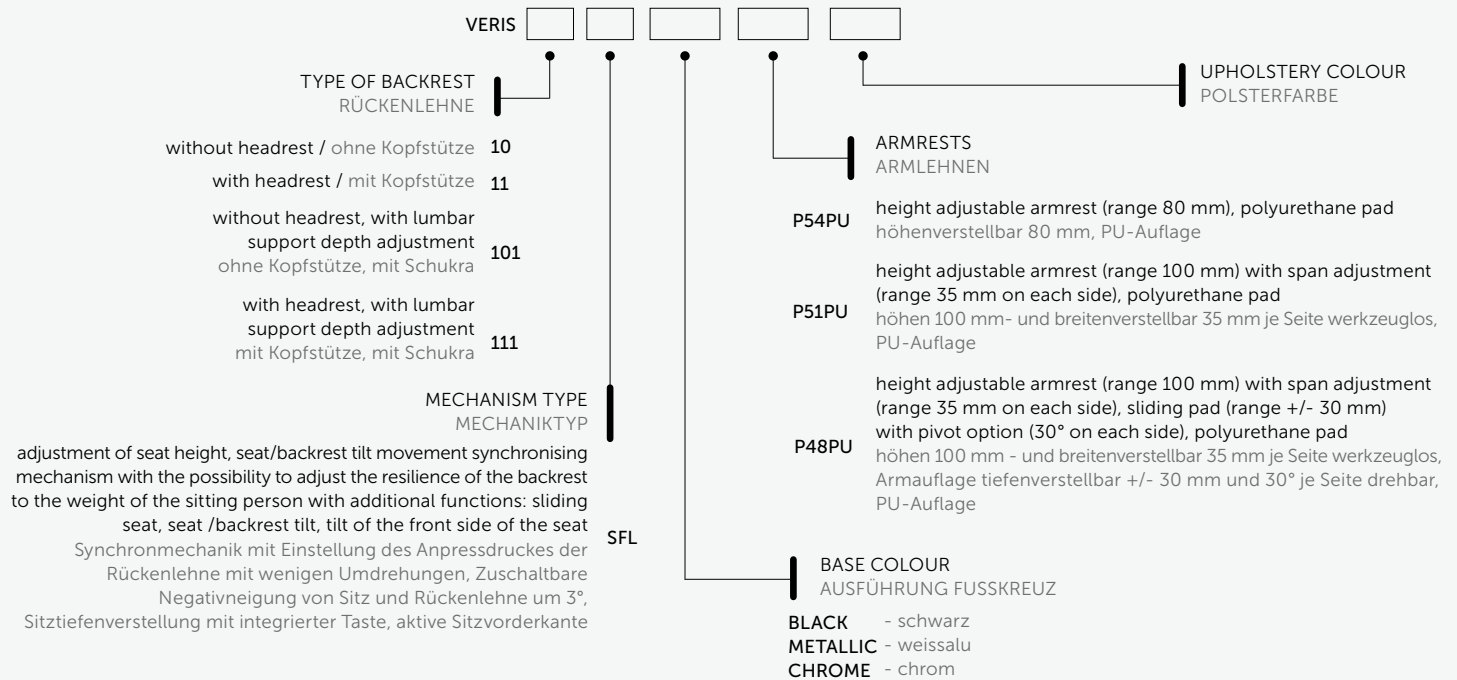 VERIS
TYPE OF BACKREST
RÜCKENLEHNE
without headrest / ohne Kopfstütze 10
with headrest / mit Kopfstütze 11
without headrest, with lumbar
support depth adjustment
ohne Kopfstütze, mit Schukra
101
with headrest, with lumbar
support depth adjustment
mit Kopfstütze, mit Schukra
111
MECHANISM TYPE
MECHANIKTYP
adjustment of seat height, seat/backrest tilt movement synchronising
mechanism with the possibility to adjust the resilience of the backrest
to the weight of the sitting person with additional functions: sliding
seat, seat /backrest tilt, tilt of the front side of the seat
Synchronmechanik mit Einstellung des Anpressdruckes der
Rückenlehne mit wenigen Umdrehungen, Zuschaltbare
Negativneigung von Sitz und Rückenlehne um 3°,
Sitztiefenverstellung mit integrierter Taste, aktive Sitzvorderkante
SFL
UPHOLSTERY COLOUR
POLSTERFARBE
ARMRESTS
ARMLEHNEN
P54PU
height adjustable armrest (range 80 mm), polyurethane pad
höhenverstellbar 80 mm, PU-Auflage
P51PU
height adjustable armrest (range 100 mm) with span adjustment
(range 35 mm on each side), polyurethane pad
höhen 100 mm- und breitenverstellbar 35 mm je Seite werkzeuglos,
PU-Auflage
P48PU
height adjustable armrest (range 100 mm) with span adjustment
(range 35 mm on each side), sliding pad (range +/- 30 mm)
with pivot option (30° on each side), polyurethane pad
höhen 100 mm - und breitenverstellbar 35 mm je Seite werkzeuglos,
Armauflage tiefenverstellbar +/- 30 mm und 30° je Seite drehbar,
PU-Auflage
BASE COLOUR
AUSFÜHRUNG FUSSKREUZ
BLACK - schwarz
METALLIC - weissalu
CHROME - chrom